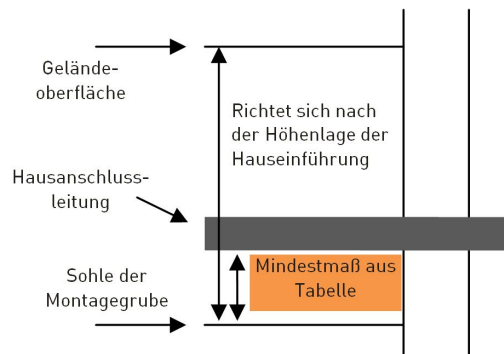 Gelände-
oberfläche
Richtet sich nach
der Höhenlage der
Hauseinführung
Hausanschluss-
leitung
Mindestmaß aus
Tabelle
Sohle der
Montagegrube